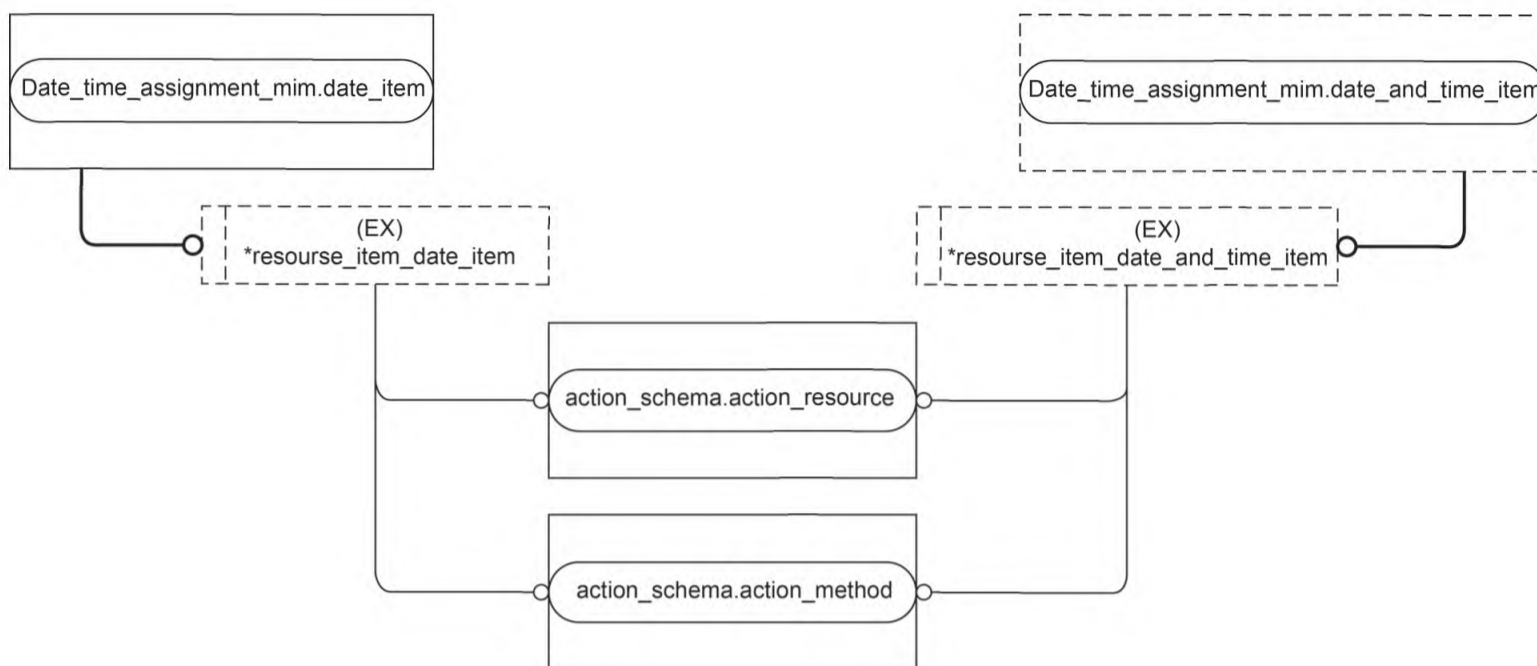 Date_time_assignment_mim.date_item
Date_time_assignment_mim.date_and_time_item
(EX)
*resourse_item_date_item
(EX)
*resourse_item_date_and_time_item
action_schema.action_resource
action_schema.action_method